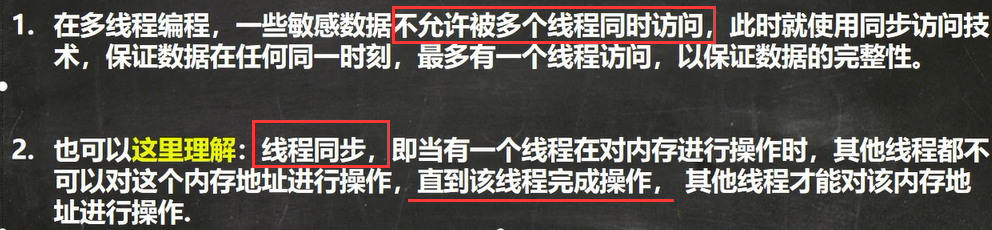 1. 在多线程编程，一些敏感数据不允许被多个线程同时访问，此时就使用同步访问技
术，保证数据在任何同一时刻，最多有一个线程访问，以保证数据的完整性。
2. 也可以这里理解：线程同步，即当有一个线程在对内存进行操作时，其他线程都不
可以对这个内存地址进行操作，直到该线程完成操作， 其他线程才能对该内存地
址进行操作.